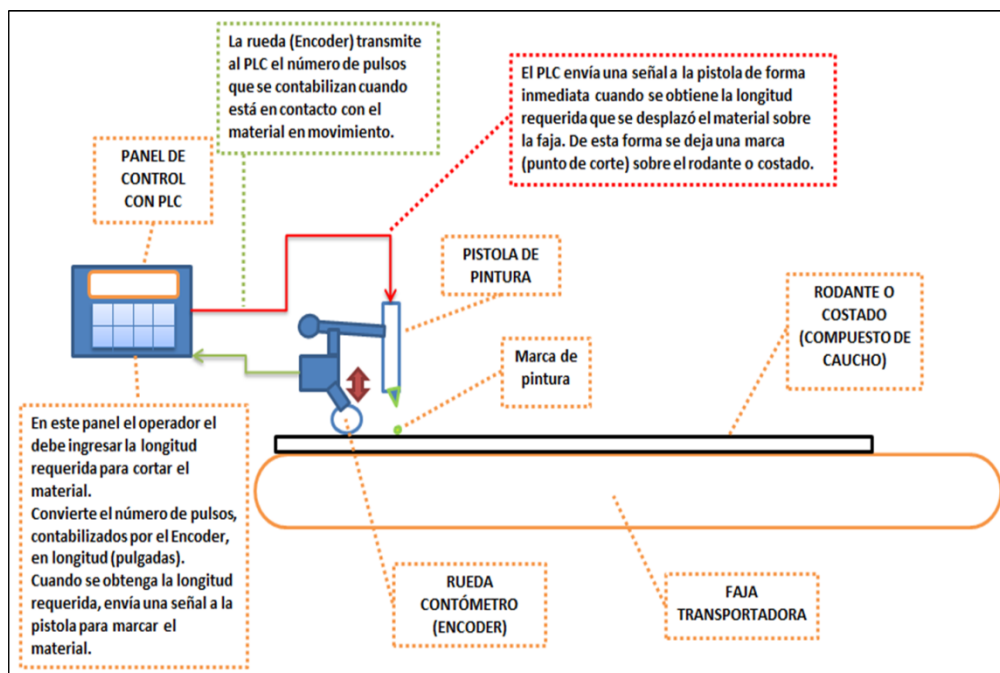 La rueda (Encoder) transmite
al PLC el número de pulsos
que se contabilizan cuando
está en contacto con el
material en movimiento.
El PLC envía una señal a la pistola de forma
inmediata cuando se obtiene la longitud
requerida que se desplazó el material sobre
la faja. De esta forma se deja una marca
(punto de corte) sobre el rodante o costado.
PANEL DE
CONTROL
CON PLC
PISTOLA DE
PINTURA
RODANTE O
COSTADO
(COMPUESTO DE
CAUCHO)
Marca de
pintura
En este panel el operador el
debe ingresar la longitud
requerida para cortar el
material.
Convierte el número de pulsos,
contabilizados por el Encoder,
en longitud (pulgadas).
Cuando se obtenga la longitud
requerida, envía una señal a la
pistola para marcar el
material.
RUEDA
CONTÓMETRO
(ENCODER)
FAJA
TRANSPORTADORA